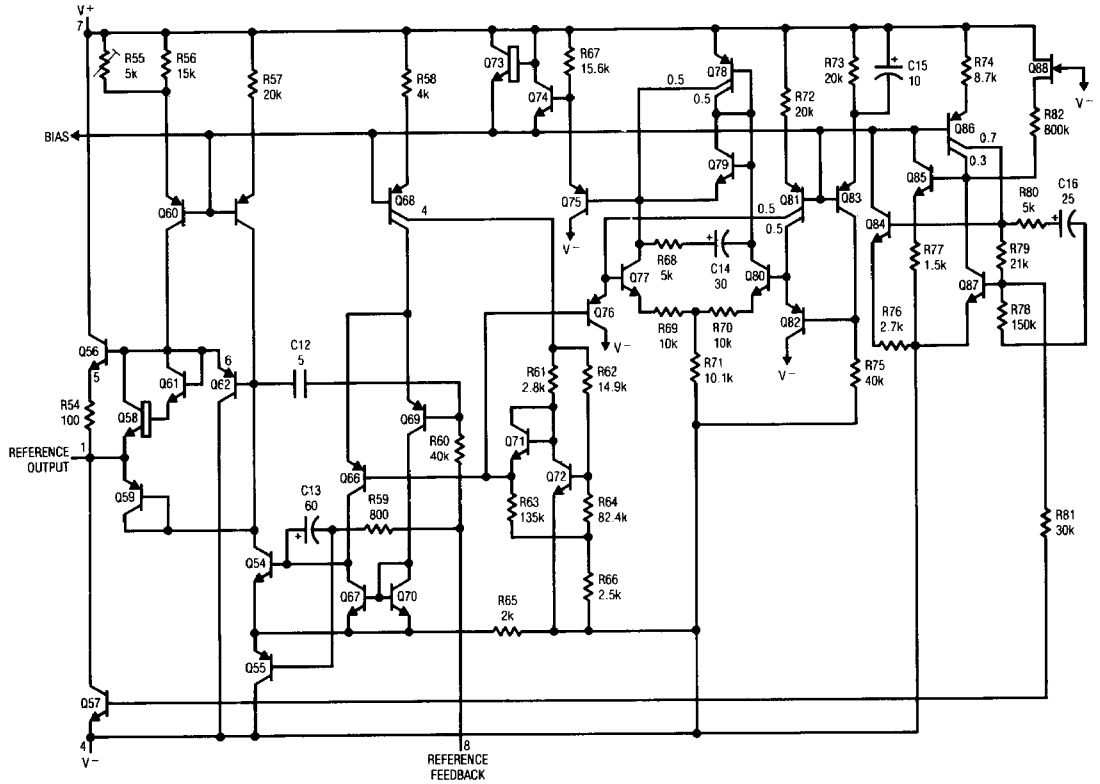 V+
7
R55
5k
R56
15k
R57
20k
R58
4k
Q73
Q74
R67
15.6k
Q78
0.5
0.5
R72
20k
R73
20k
C15
+
10
R74
8.7k
Q88
V−
R82
800k
BIAS
Q60
Q68
4
Q75
V−
Q79
Q81
0.5
0.5
Q83
Q86
0.7
0.3
Q85
Q84
R80
5k
C16
+
25
R77
1.5k
R79
21k
Q87
R78
150k
R76
2.7k
R68
5k
+
C14
30
Q77
Q80
Q76
V−
R69
10k
R70
10k
R71
10.1k
Q82
V−
R75
40k
Q56
5
6
Q61
Q62
Q58
C12
5
R54
100
1
REFERENCE
OUTPUT
Q59
Q69
R60
40k
R61
2.8k
R62
14.9k
Q71
Q72
Q66
R63
135k
R64
82.4k
C13
60
+
R59
800
Q54
Q67
Q70
R66
2.5k
R65
2k
R81
30k
Q55
Q57
4
V−
8
REFERENCE
FEEDBACK